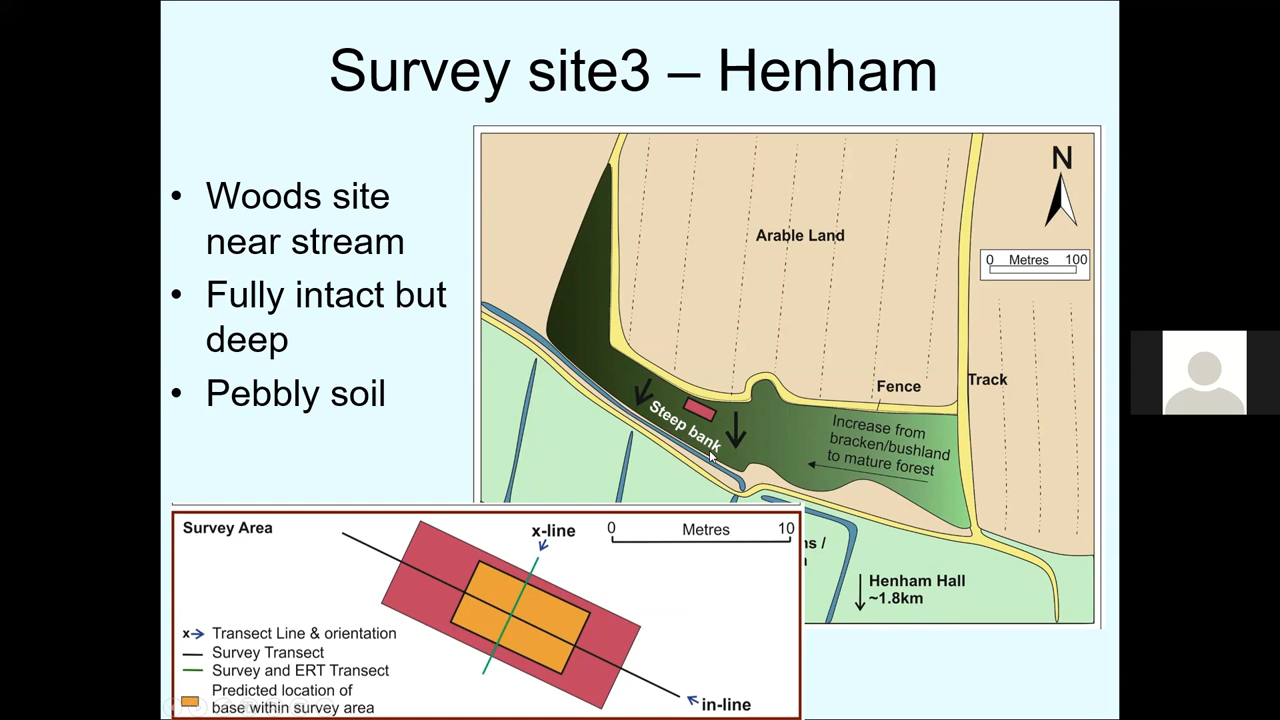 Survey site3 – Henham
• Woods site
near stream
• Fully intact but
deep
• Pebbly soil
N
0 Metres 100
Arable Land
Fence
Track
Steep bank
Increase from
bracken/bushland
to mature forest
ns /
Henham Hall
~1.8km
Survey Area
x-line
0 Metres 10
in-line
x Transect Line & orientation
Survey Transect
Survey and ERT Transect
Predicted location of
base within survey area